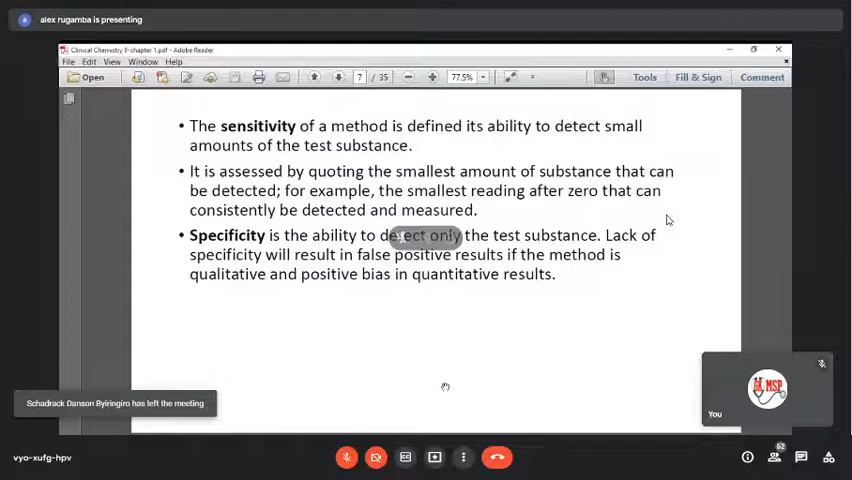 alex rugamba is presenting
Clinical Chemistry II-chapter 1.pdf - Adobe Reader
File Edit View Window Help
Open 7 / 35 77.5% Tools Fill & Sign Comment
• The sensitivity of a method is defined its ability to detect small
amounts of the test substance.
• It is assessed by quoting the smallest amount of substance that can
be detected; for example, the smallest reading after zero that can
consistently be detected and measured.
• Specificity is the ability to detect only the test substance. Lack of
specificity will result in false positive results if the method is
qualitative and positive bias in quantitative results.
MSP
Schadrack Danson Byiringiro has left the meeting
You
vyo-xufg-hpv
52